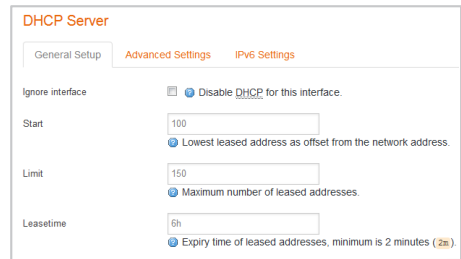 DHCP Server
General Setup Advanced Settings IPv6 Settings
Ignore interface Disable DHCP for this interface.
Start 100
Lowest leased address as offset from the network address.
Limit 150
Maximum number of leased addresses.
Leasetime 6h
Expiry time of leased addresses, minimum is 2 minutes ( 2m ).